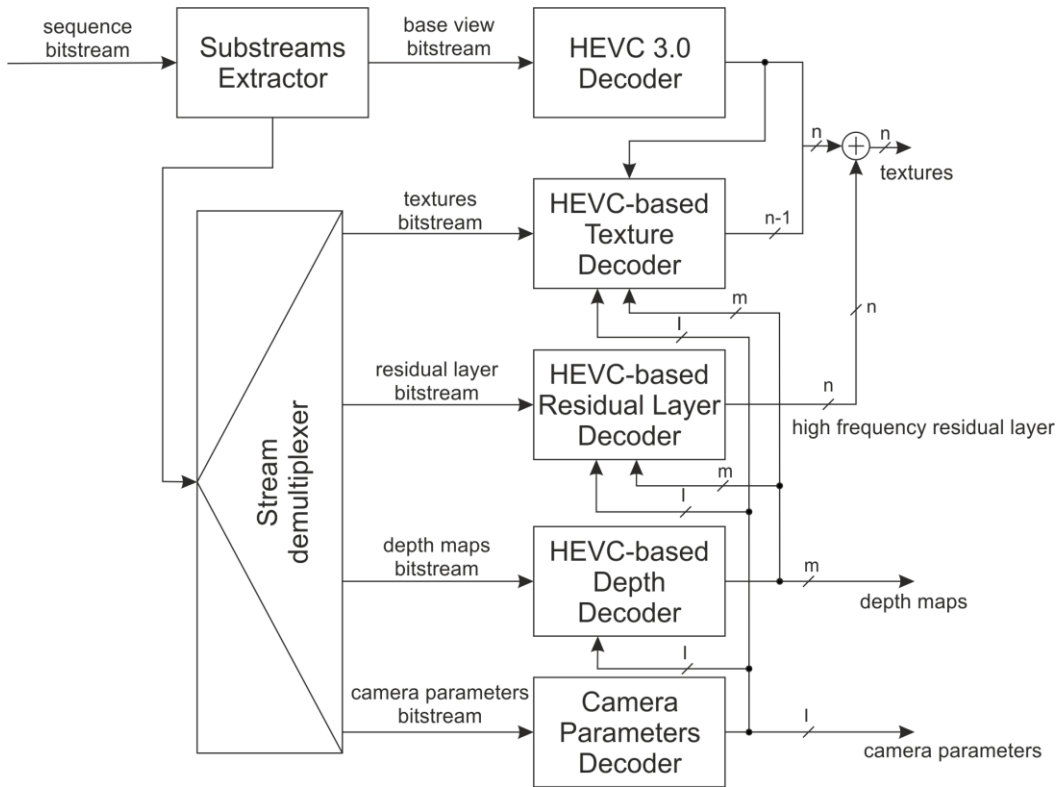 sequence
bitstream
Substreams
Extractor
base view
bitstream
HEVC 3.0
Decoder
n
n
textures
textures
bitstream
HEVC-based
Texture
Decoder
n-1
m
l
n
residual layer
bitstream
HEVC-based
Residual Layer
Decoder
n
high frequency residual layer
m
l
Stream
demultiplexer
depth maps
bitstream
HEVC-based
Depth
Decoder
m
depth maps
l
camera parameters
bitstream
Camera
Parameters
Decoder
l
camera parameters